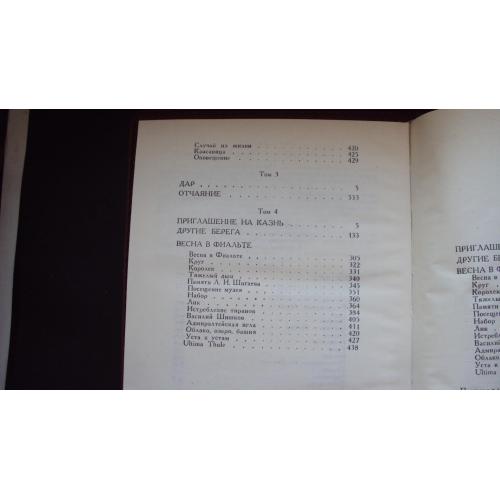 Случай из жизни . . . 420
Красавица . . . 425
Оповещение . . . 429
Том 3
ДАР . . . 5
ОТЧАЯНИЕ . . . 333
Том 4
ПРИГЛАШЕНИЕ НА КАЗНЬ . . . 5
ДРУГИЕ БЕРЕГА . . . 133
ВЕСНА В ФИАЛЬТЕ.
Весна в Фиальте . . . 305
Круг . . . 322
Королек . . . 331
Тяжелый дым . . . 340
Памяти Л. И. Шигаева . . . 345
Посещение музея . . . 351
Набор . . . 360
Лик . . . 364
Истребление тиранов . . . 384
Василий Шишков . . . 405
Адмиралтейская игла . . . 411
Облако, озеро, башня . . . 420
Уста к устам . . . 427
Ultima Thule . . . 438
ПРИГЛАШЕН
ДРУГИЕ БЕР
ВЕСНА В Ф
Весна в
Круг .
Королек
Тяжелы
Памяти
Посеще
Набор
Лик .
Истребле
Василий
Адмира
Облако,
Уста к
Ultima